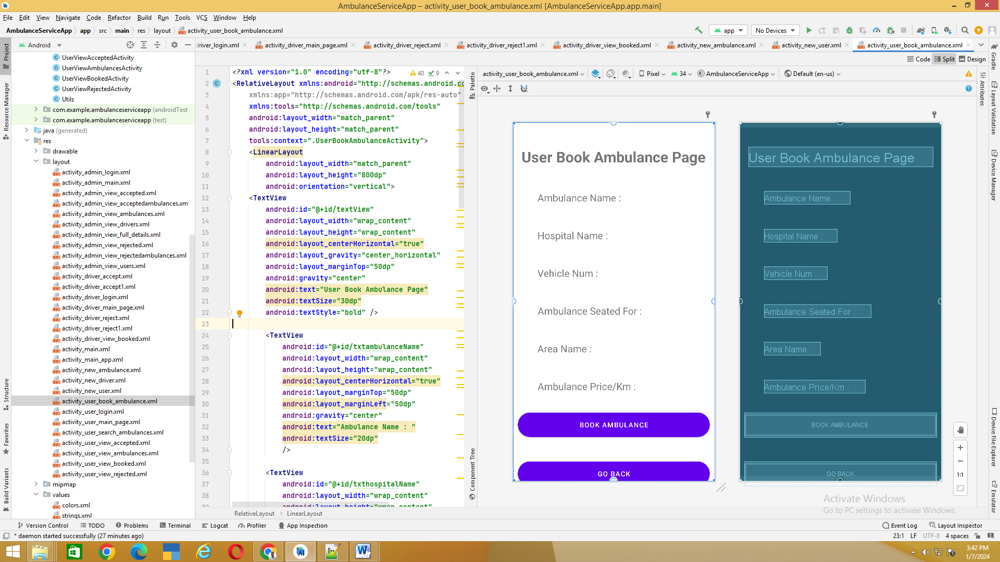 AmbulanceServiceApp – activity_user_book_ambulance.xml [AmbulanceServiceApp.app.main]
File Edit View Navigate Code Refactor Build Run Tools VCS Window Help
AmbulanceServiceApp app src main res layout activity_user_book_ambulance.xml
app No Devices
Project
Resource Manager
Structure
Favorites
Build Variants
Android
UserViewAcceptedActivity
UserViewAmbulancesActivity
UserViewBookedActivity
UserViewRejectedActivity
Utils
com.example.ambulanceserviceapp (androidTest
com.example.ambulanceserviceapp (test)
java (generated)
res
drawable
layout
activity_admin_login.xml
activity_admin_main.xml
activity_admin_view_accepted.xml
activity_admin_view_acceptedambulances.xm
activity_admin_view_ambulances.xml
activity_admin_view_drivers.xml
activity_admin_view_full_details.xml
activity_admin_view_rejected.xml
activity_admin_view_rejectedambulances.xml
activity_admin_view_users.xml
activity_driver_accept.xml
activity_driver_accept1.xml
activity_driver_login.xml
activity_driver_main_page.xml
activity_driver_reject.xml
activity_driver_reject1.xml
activity_driver_view_booked.xml
activity_main.xml
activity_main_app.xml
activity_new_ambulance.xml
activity_new_driver.xml
activity_new_user.xml
activity_user_book_ambulance.xml
activity_user_login.xml
activity_user_main_page.xml
activity_user_search_ambulances.xml
activity_user_view_accepted.xml
activity_user_view_ambulances.xml
activity_user_view_booked.xml
activity_user_view_rejected.xml
mipmap
values
colors.xml
strings.xml
driver_login.xml activity_driver_main_page.xml activity_driver_reject.xml activity_driver_reject1.xml activity_driver_view_booked.xml activity_new_ambulance.xml activity_new_user.xml activity_user_book_ambulance.xml
Code Split Design
40 9
1 <?xml version="1.0" encoding="utf-8"?>
2 <RelativeLayout xmlns:android="http://schemas.android.co
3 xmlns:app="http://schemas.android.com/apk/res-auto"
4 xmlns:tools="http://schemas.android.com/tools"
5 android:layout_width="match_parent"
6 android:layout_height="match_parent"
7 tools:context=".UserBookAmbulanceActivity">
8 <LinearLayout
9 android:layout_width="match_parent"
10 android:layout_height="800dp"
11 android:orientation="vertical">
12 <TextView
13 android:id="@+id/textView"
14 android:layout_width="wrap_content"
15 android:layout_height="wrap_content"
16 android:layout_centerHorizontal="true"
17 android:layout_gravity="center_horizontal"
18 android:layout_marginTop="50dp"
19 android:gravity="center"
20 android:text="User Book Ambulance Page"
21 android:textSize="30dp"
22 android:textStyle="bold" />
23
24 <TextView
25 android:id="@+id/txtambulanceName"
26 android:layout_width="wrap_content"
27 android:layout_height="wrap_content"
28 android:layout_centerHorizontal="true"
29 android:layout_marginTop="50dp"
30 android:layout_marginLeft="50dp"
31 android:gravity="center"
32 android:text="Ambulance Name : "
33 android:textSize="20dp"
34 />
35
36 <TextView
37 android:id="@+id/txthospitalName"
38 android:layout_width="wrap_content"
39 android:layout_height="wrap_content"
RelativeLayout LinearLayout
Palette
Component Tree
activity_user_book_ambulance.xml Pixel 34 AmbulanceServiceApp Default (en-us)
User Book Ambulance Page
Ambulance Name :
Hospital Name :
Vehicle Num :
Ambulance Seated For :
Area Name :
Ambulance Price/Km :
BOOK AMBULANCE
GO BACK
User Book Ambulance Page
Ambulance Name :
Hospital Name :
Vehicle Num :
Ambulance Seated For :
Area Name :
Ambulance Price/Km :
BOOK AMBULANCE
GO BACK
1:1
Activate Windows
Go to PC settings to activate Windows.
Attributes
Gradle
Layout Validation
Device Manager
Device File Explorer
Emulator
Version Control TODO Problems Terminal Logcat Profiler App Inspection Event Log Layout Inspector
* daemon started successfully (27 minutes ago) 23:1 LF UTF-8 4 spaces
3:42 PM
1/7/2024